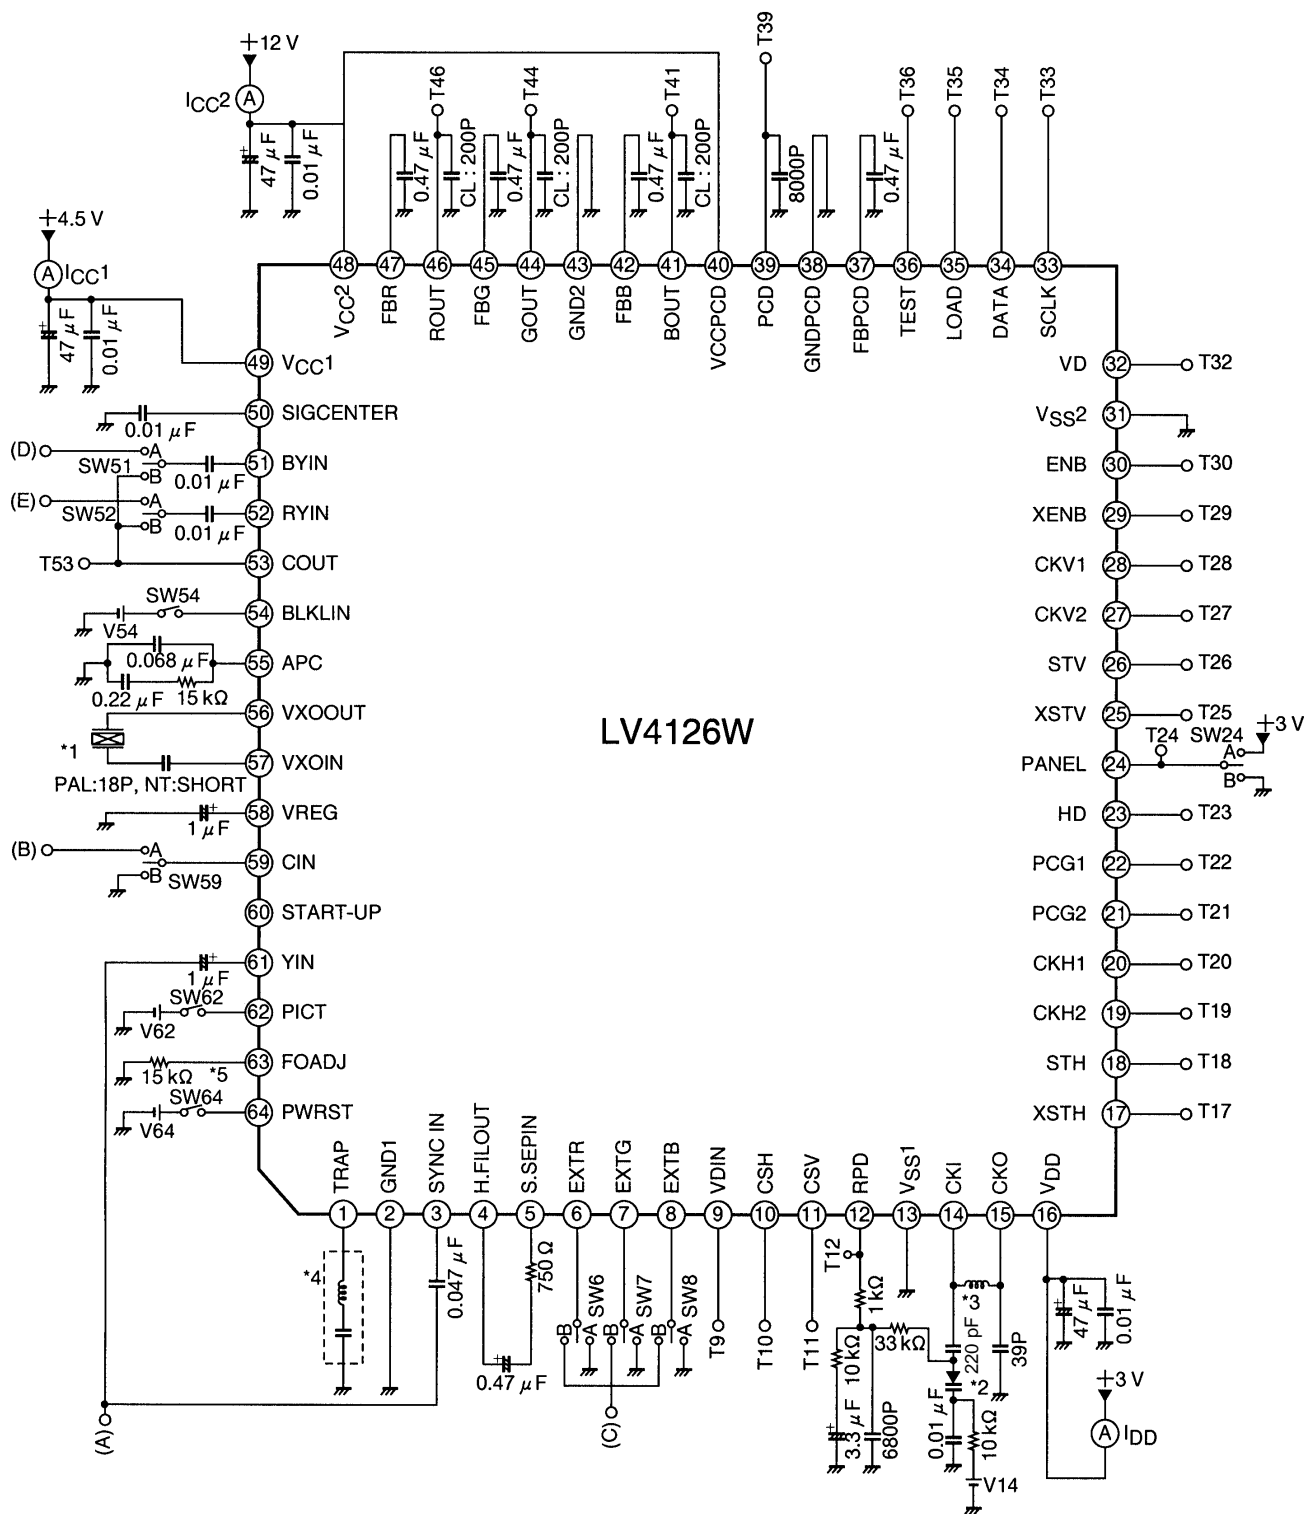 +12 V
ICC2
A
47 μF
0.01 μF
T46
T44
T41
T39
T36
T35
T34
T33
0.47 μF
CL : 200P
0.47 μF
CL : 200P
0.47 μF
CL : 200P
8000P
0.47 μF
+4.5 V
A
ICC1
47 μF
0.01 μF
48
47
46
45
44
43
42
41
40
39
38
37
36
35
34
33
VCC2
FBR
ROUT
FBG
GOUT
GND2
FBB
BOUT
VCCPCD
PCD
GNDPCD
FBPCD
TEST
LOAD
DATA
SCLK
49 VCC1
0.01 μF
50 SIGCENTER
(D)
A
SW51
B
0.01 μF
51 BYIN
(E)
A
SW52
B
0.01 μF
52 RYIN
T53
53 COUT
SW54
V54
54 BLKLIN
0.068 μF
0.22 μF
15 kΩ
55 APC
56 VXOOUT
*1
57 VXOIN
PAL:18P, NT:SHORT
1 μF
58 VREG
(B)
A
B
SW59
59 CIN
60 START-UP
1 μF
61 YIN
SW62
V62
62 PICT
15 kΩ
*5
63 FOADJ
SW64
V64
64 PWRST
LV4126W
VD 32 T32
VSS2 31
ENB 30 T30
XENB 29 T29
CKV1 28 T28
CKV2 27 T27
STV 26 T26
XSTV 25 T25
PANEL 24
T24
SW24
+3 V
A
B
HD 23 T23
PCG1 22 T22
PCG2 21 T21
CKH1 20 T20
CKH2 19 T19
STH 18 T18
XSTH 17 T17
TRAP
GND1
SYNC IN
H.FILOUT
S.SEPIN
EXTR
EXTG
EXTB
VDIN
CSH
CSV
RPD
VSS1
CKI
CKO
VDD
1
2
3
4
5
6
7
8
9
10
11
12
13
14
15
16
*4
0.047 μF
750 Ω
0.47 μF
B
A
SW6
B
A
SW7
B
A
SW8
(A)
(C)
T9
T10
T11
T12
1 kΩ
10 kΩ
33 kΩ
3.3 μF
6800P
*3
220 pF
39P
*2
0.01 μF
10 kΩ
V14
47 μF
0.01 μF
+3 V
A
IDD